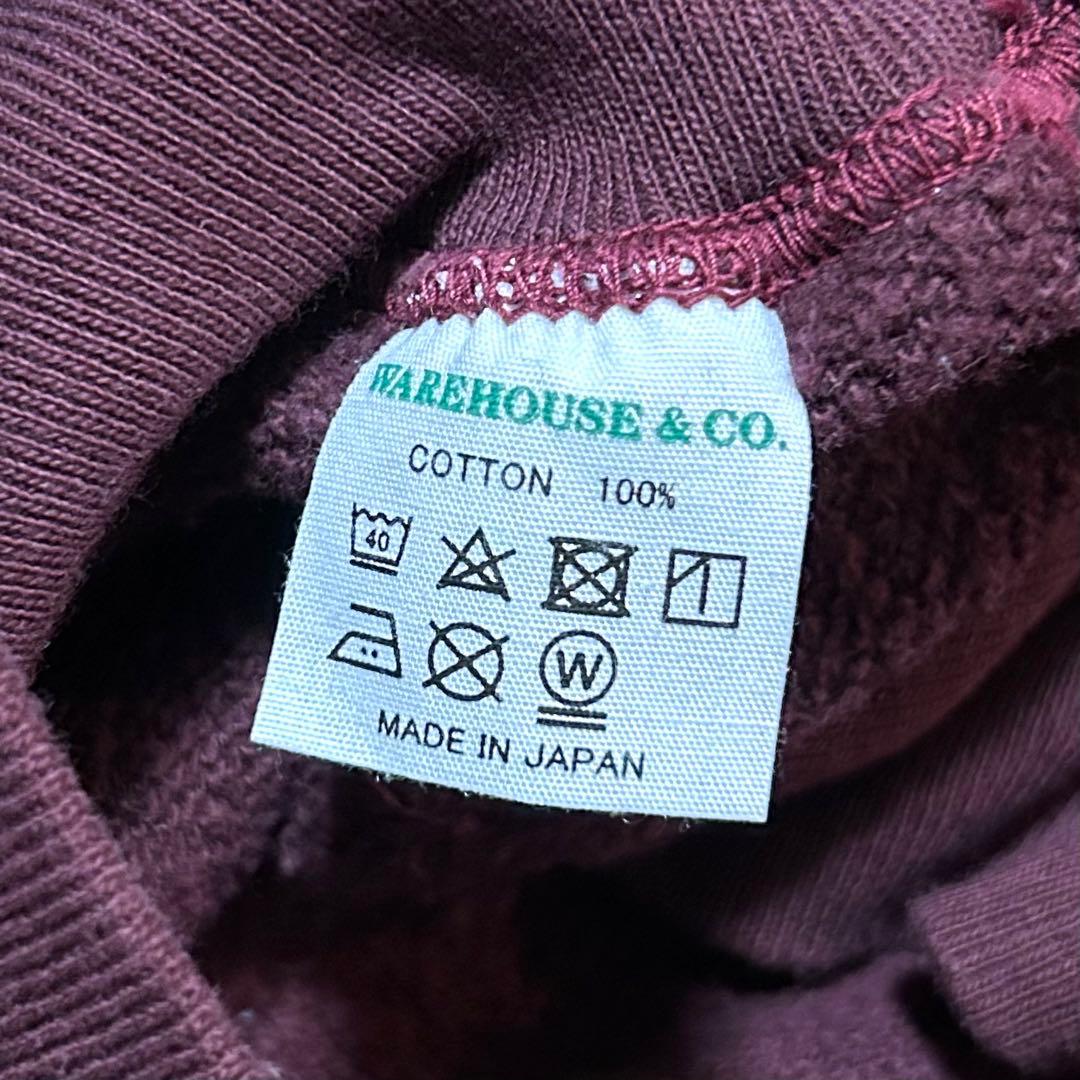 WAREHOUSE & CO.
COTTON 100%
40
W
MADE IN JAPAN